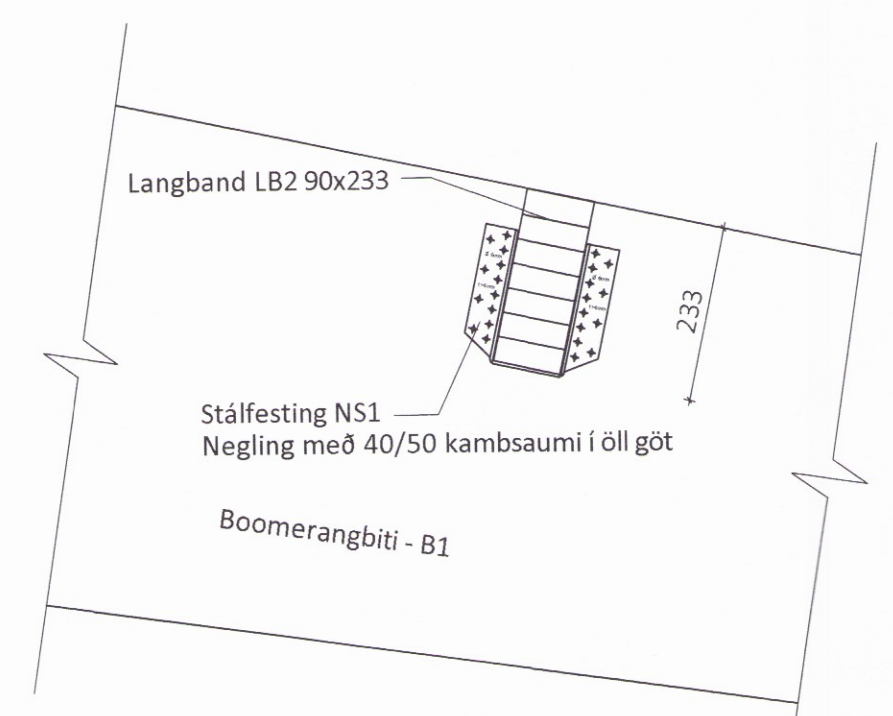 Langband LB2 90x233
233
Stálfesting NS1
Negling með 40/50 kambsaumi í öll göt
Boomerangbiti - B1